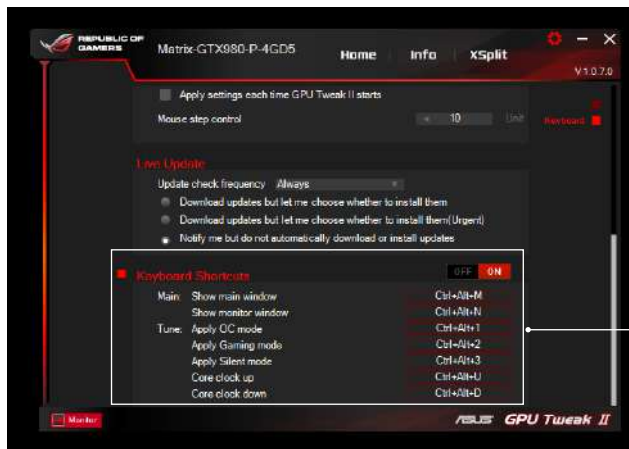 REPUBLIC OF
GAMERS
Matrix-GTX980-P-4GD5
Home Info XSplit
V1.0.7.0
Apply settings each time GPU Tweak II starts
Mouse step control 10 Unit
Keyboard
Live Update
Update check frequency Always
Download updates but let me choose whether to install them
Download updates but let me choose whether to install them(Urgent)
Notify me but do not automatically download or install updates
Keyboard Shortcuts OFF ON
Main: Show main window Ctrl+Alt+M
Show monitor window Ctrl+Alt+N
Tune: Apply OC mode Ctrl+Alt+1
Apply Gaming mode Ctrl+Alt+2
Apply Silent mode Ctrl+Alt+3
Core clock up Ctrl+Alt+U
Core clock down Ctrl+Alt+D
Monitor ASUS GPU Tweak II